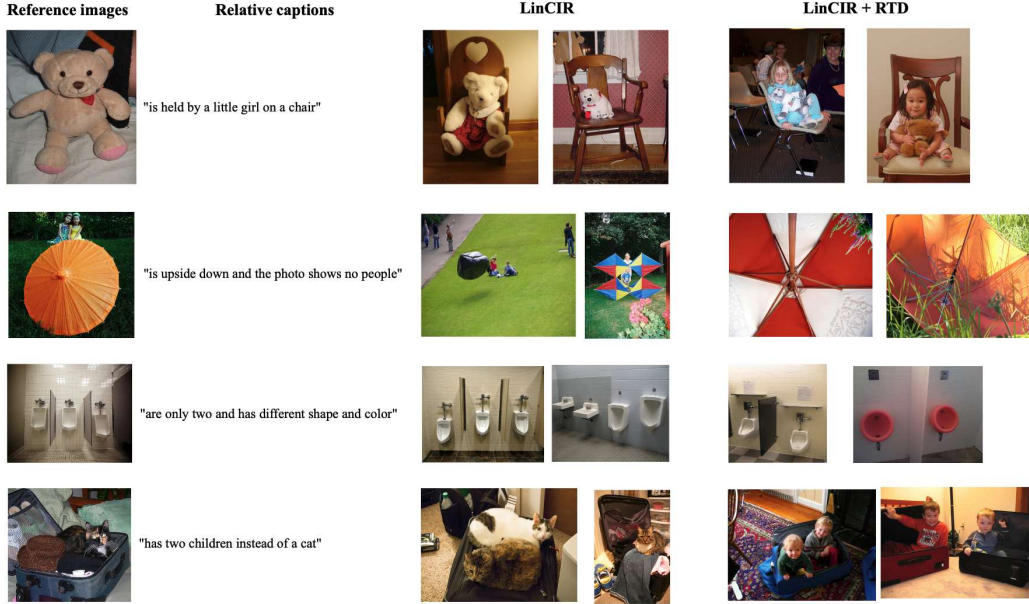 Reference images Relative captions LinCIR LinCIR + RTD
"is held by a little girl on a chair"
"is upside down and the photo shows no people"
"are only two and has different shape and color"
"has two children instead of a cat"